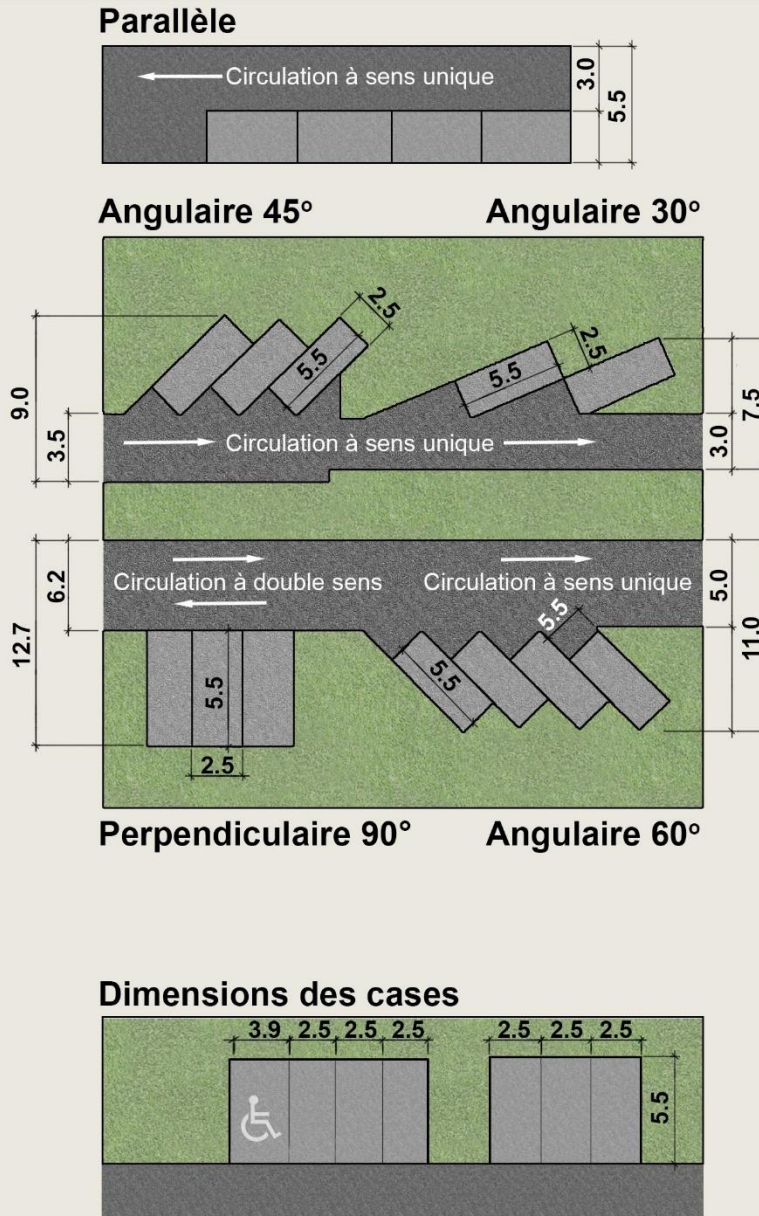 Parallèle
Circulation à sens unique
3.0
5.5
Angulaire 45°
Angulaire 30°
9.0
3.5
2.5
5.5
2.5
5.5
7.5
3.0
Circulation à sens unique
12.7
6.2
Circulation à double sens
Circulation à sens unique
5.0
11.0
5.5
5.5
5.5
2.5
Perpendiculaire 90°
Angulaire 60°
Dimensions des cases
3.9 2.5 2.5 2.5
2.5 2.5 2.5
5.5